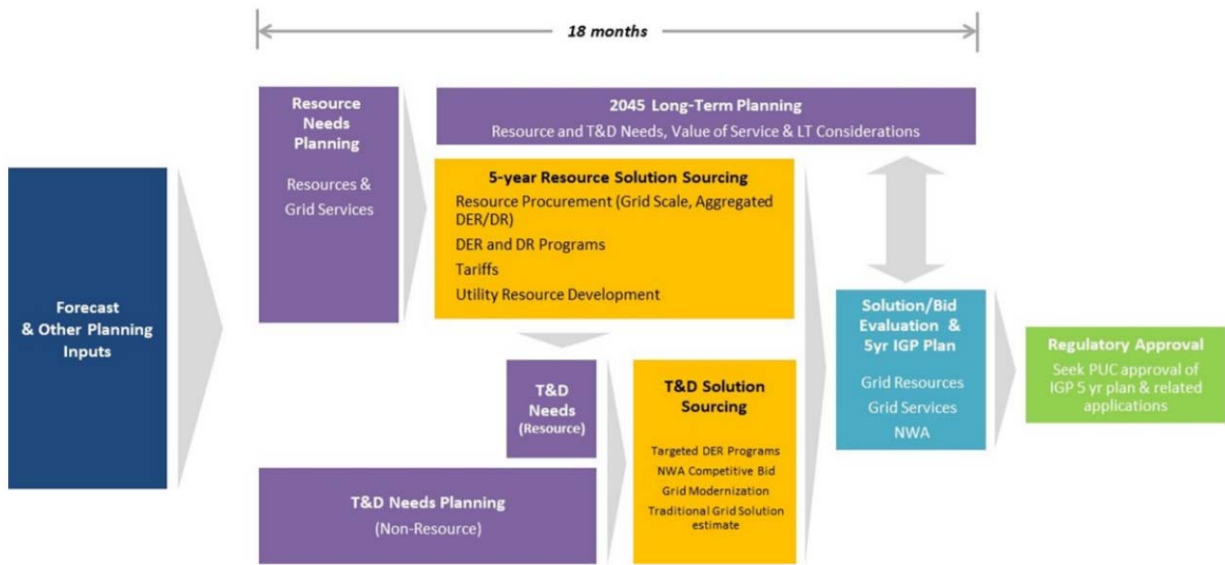 18 months
Resource
Needs
Planning
Resources &
Grid Services
2045 Long-Term Planning
Resource and T&D Needs, Value of Service & LT Considerations
5-year Resource Solution Sourcing
Resource Procurement (Grid Scale, Aggregated
DER/DR)
DER and DR Programs
Tariffs
Utility Resource Development
Forecast
& Other Planning
Inputs
T&D
Needs
(Resource)
T&D Solution
Sourcing
Targeted DER Programs
NWA Competitive Bid
Grid Modernization
Traditional Grid Solution
estimate
T&D Needs Planning
(Non-Resource)
Solution/Bid
Evaluation &
5yr IGP Plan
Grid Resources
Grid Services
NWA
Regulatory Approval
Seek PUC approval of
IGP 5 yr plan & related
applications